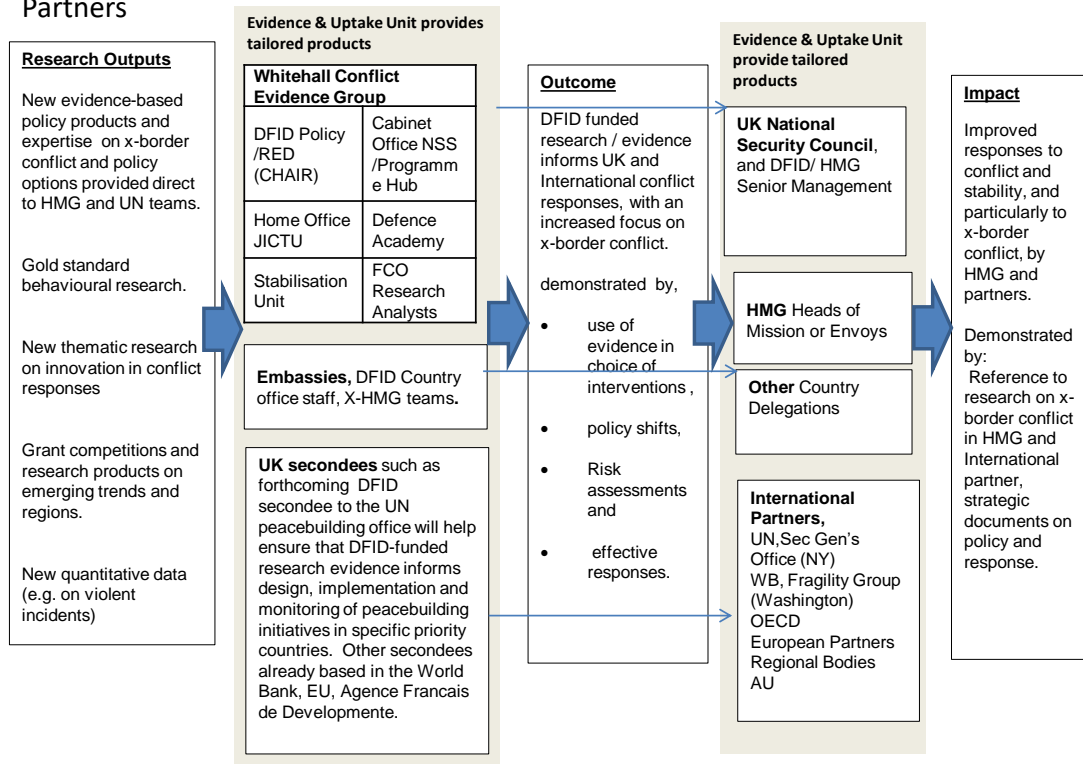 Partners
Research Outputs
New evidence-based
policy products and
expertise on x-border
conflict and policy
options provided direct
to HMG and UN teams.
Gold standard
behavioural research.
New thematic research
on innovation in conflict
responses
Grant competitions and
research products on
emerging trends and
regions.
New quantitative data
(e.g. on violent
incidents)
Evidence & Uptake Unit provides
tailored products
Whitehall Conflict
Evidence Group
DFID Policy
/RED
(CHAIR)
Cabinet
Office NSS
/Programm
e Hub
Home Office
JICTU
Defence
Academy
Stabilisation
Unit
FCO
Research
Analysts
Embassies, DFID Country
office staff, X-HMG teams.
UK secondees such as
forthcoming DFID
secondee to the UN
peacebuilding office will help
ensure that DFID-funded
research evidence informs
design, implementation and
monitoring of peacebuilding
initiatives in specific priority
countries. Other secondees
already based in the World
Bank, EU, Agence Francais
de Developmente.
Outcome
DFID funded
research / evidence
informs UK and
International conflict
responses, with an
increased focus on
x-border conflict.
demonstrated by,
• use of
evidence in
choice of
interventions ,
• policy shifts,
• Risk
assessments
and
• effective
responses.
Evidence & Uptake Unit
provide tailored
products
UK National
Security Council,
and DFID/ HMG
Senior Management
HMG Heads of
Mission or Envoys
Other Country
Delegations
International
Partners,
UN,Sec Gen's
Office (NY)
WB, Fragility Group
(Washington)
OECD
European Partners
Regional Bodies
AU
Impact
Improved
responses to
conflict and
stability, and
particularly to
x-border
conflict, by
HMG and
partners.
Demonstrated
by:
Reference to
research on x-
border conflict
in HMG and
International
partner,
strategic
documents on
policy and
response.